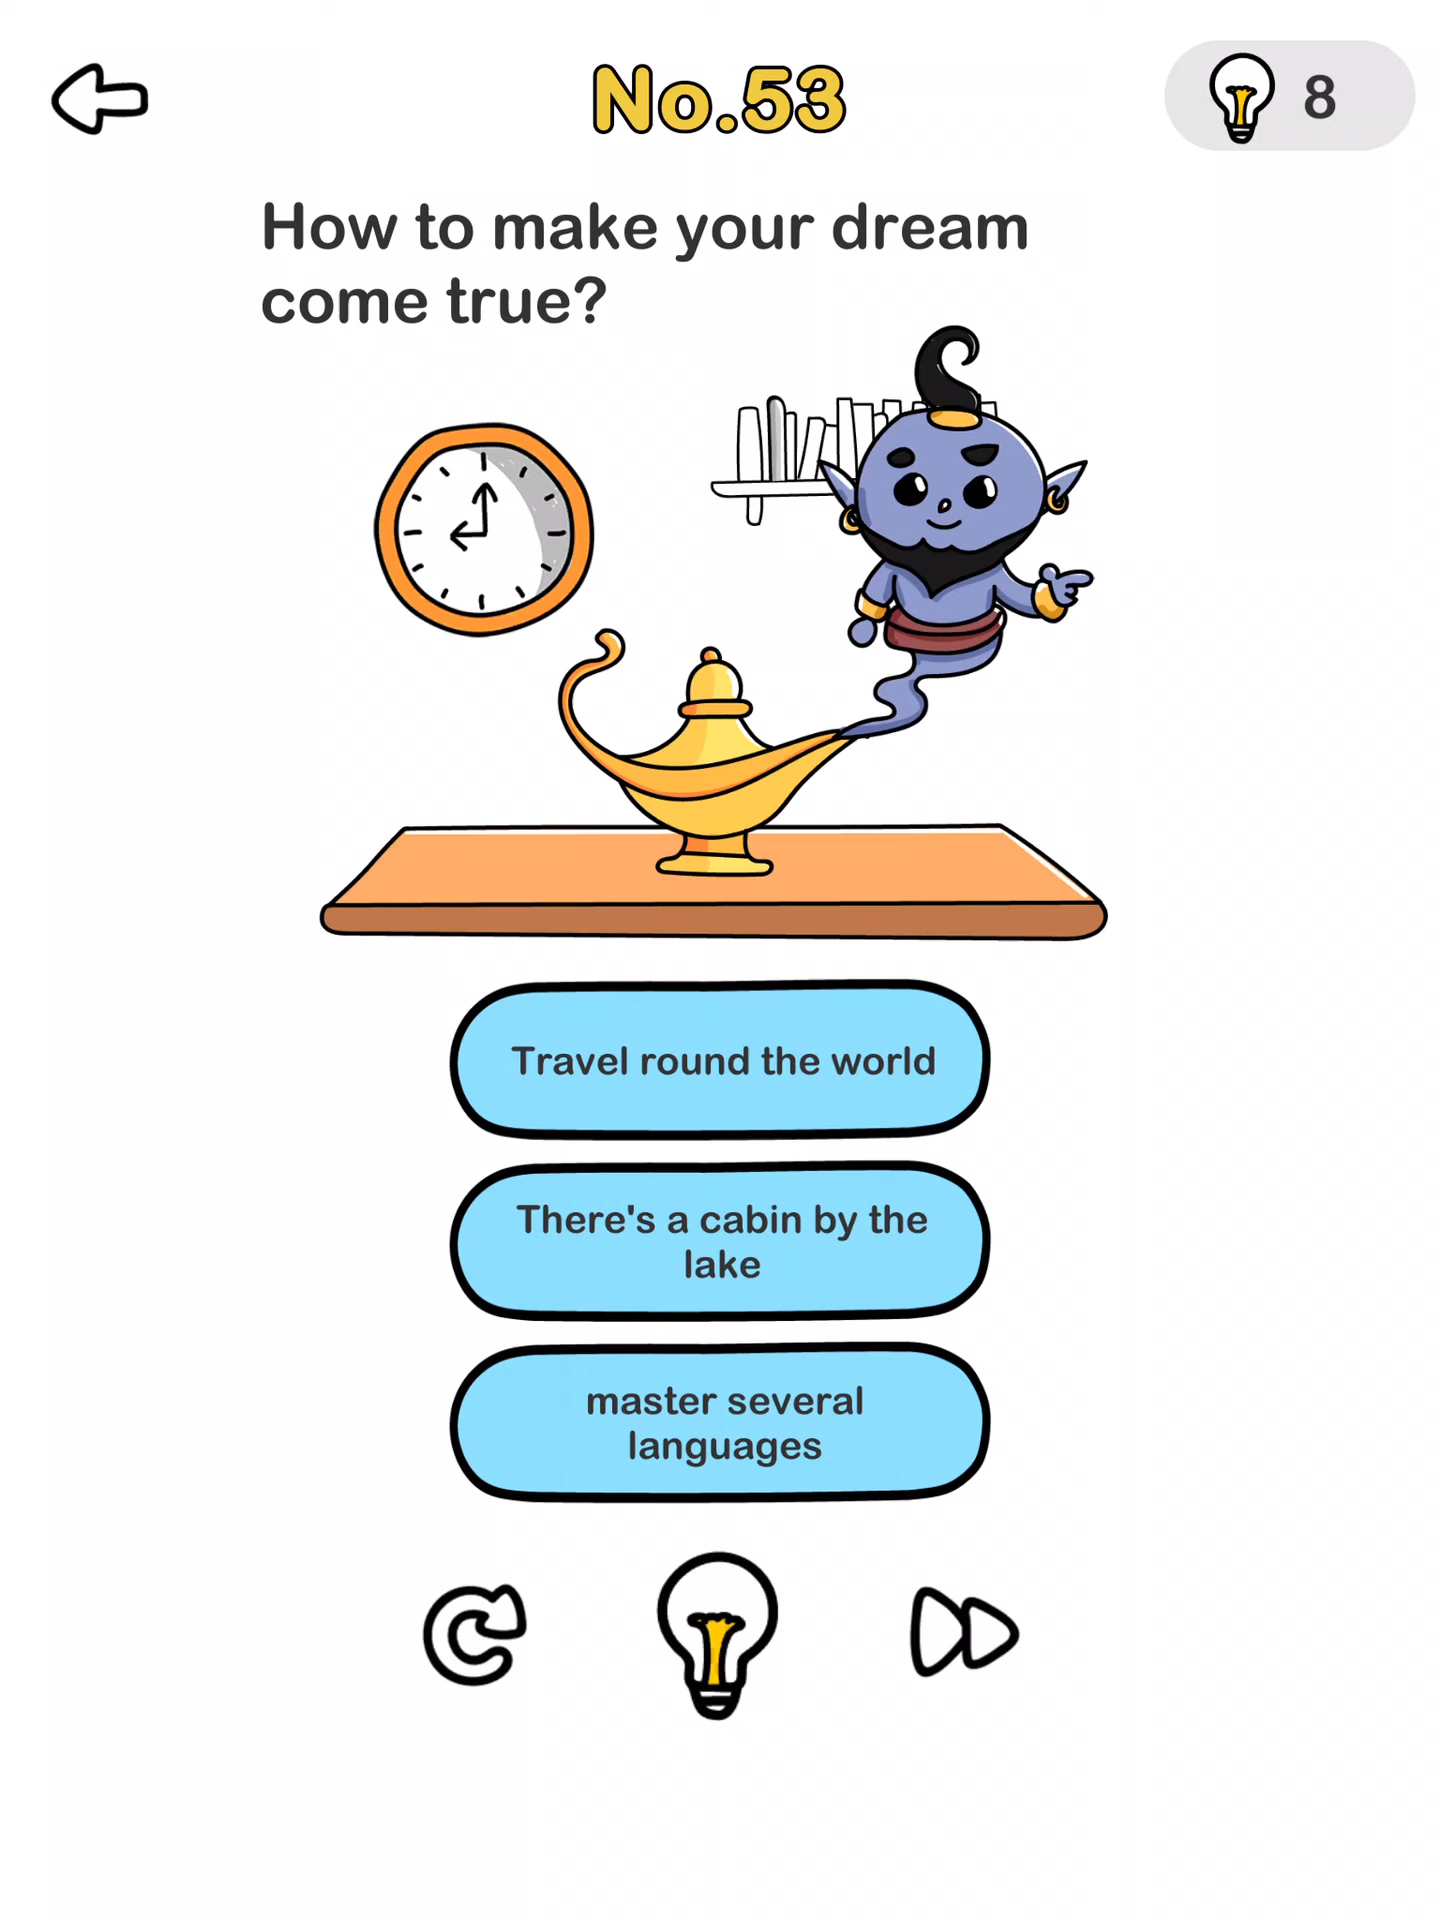 No.53
8
How to make your dream
come true?
Travel round the world
There's a cabin by the
lake
master several
languages